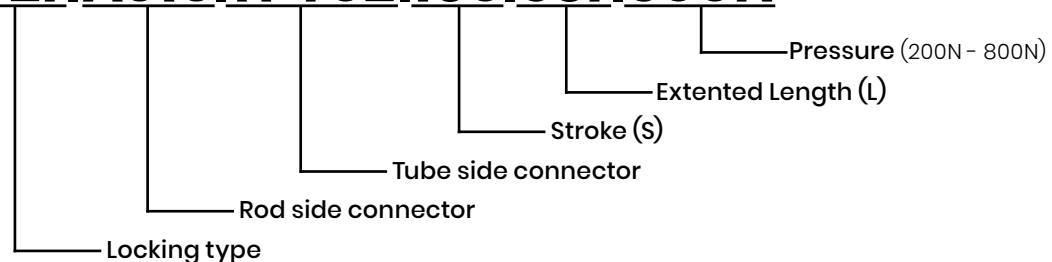 Pressure (200N - 800N)
Extented Length (L)
Stroke (S)
Tube side connector
Rod side connector
Locking type